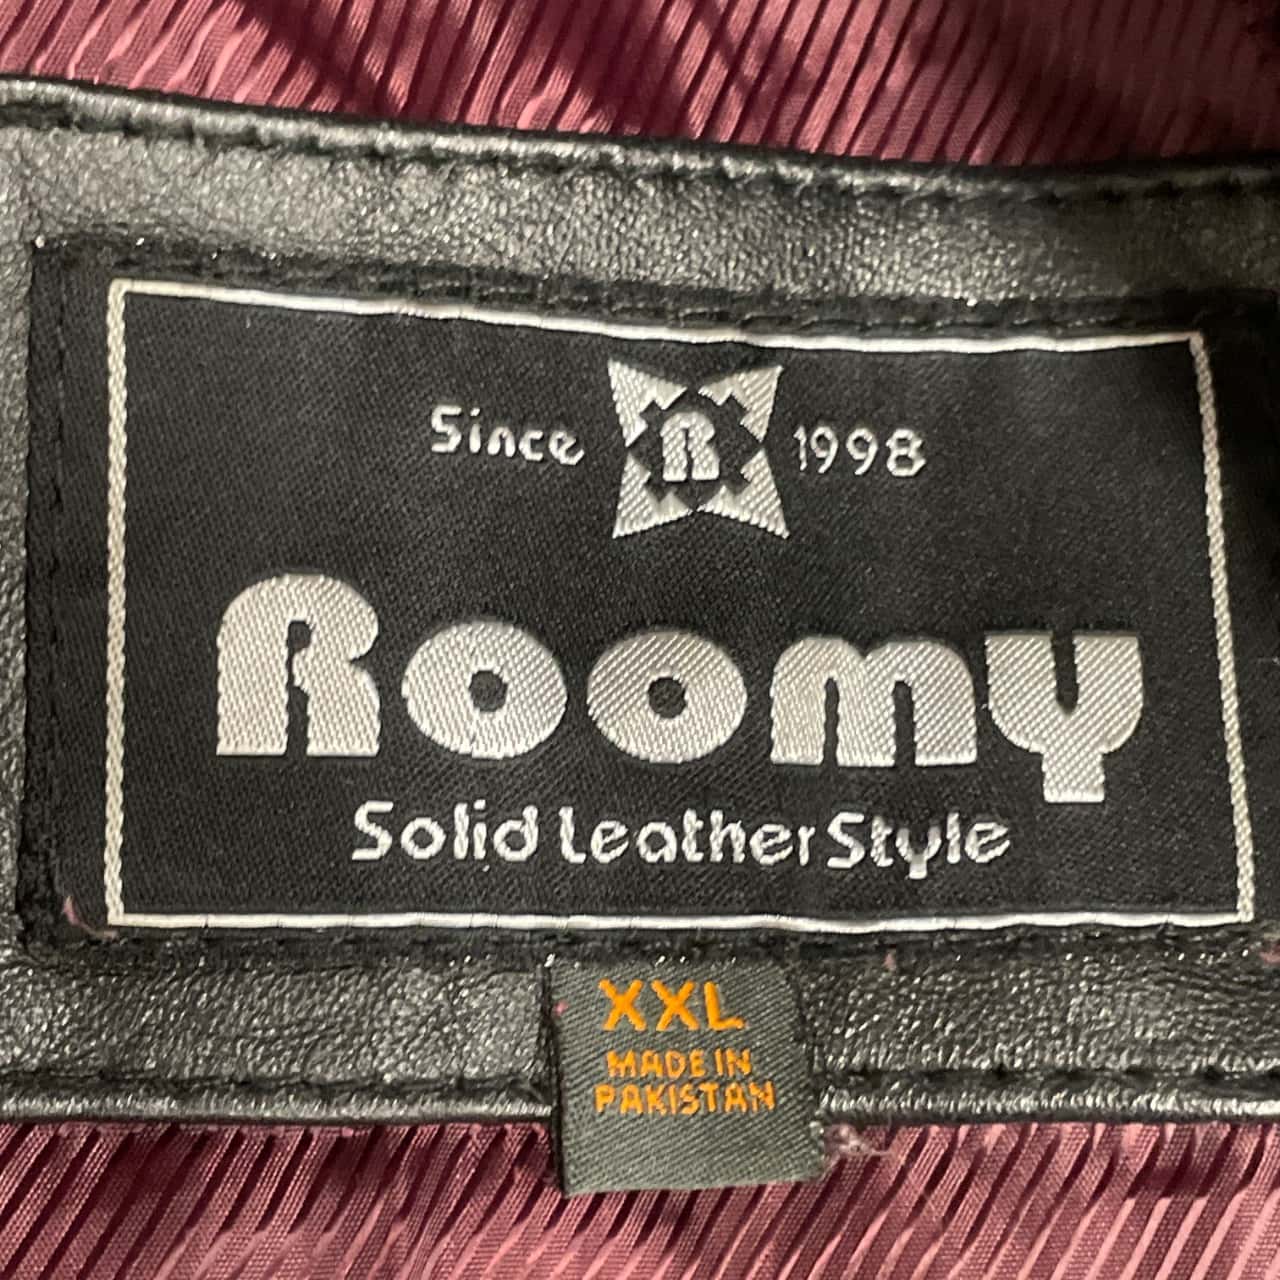 Since R 1998
Roomy
Solid Leather Style
XXL
MADE IN
PAKISTAN